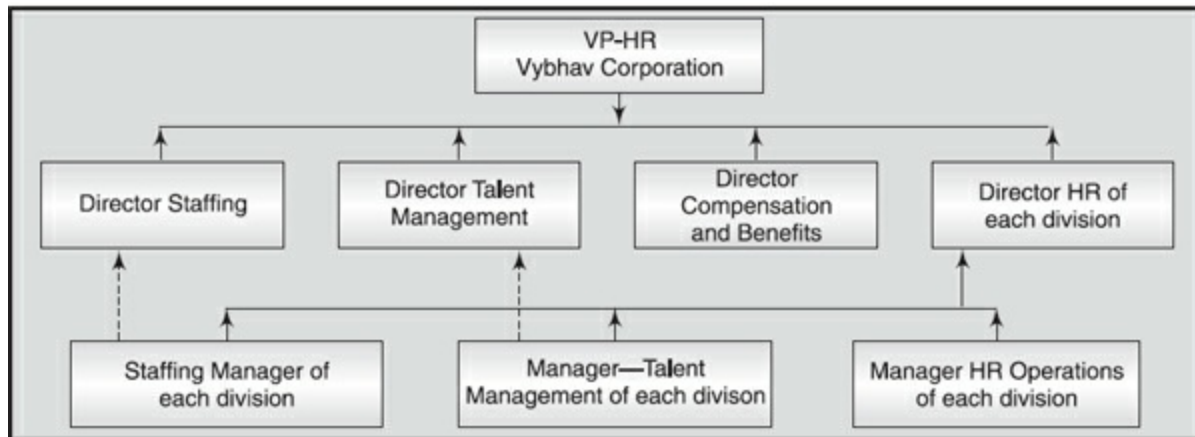 VP-HR
Vybhav Corporation
Director Staffing
Director Talent
Management
Director
Compensation
and Benefits
Director HR of
each division
Staffing Manager of
each division
Manager—Talent
Management of each divison
Manager HR Operations
of each division